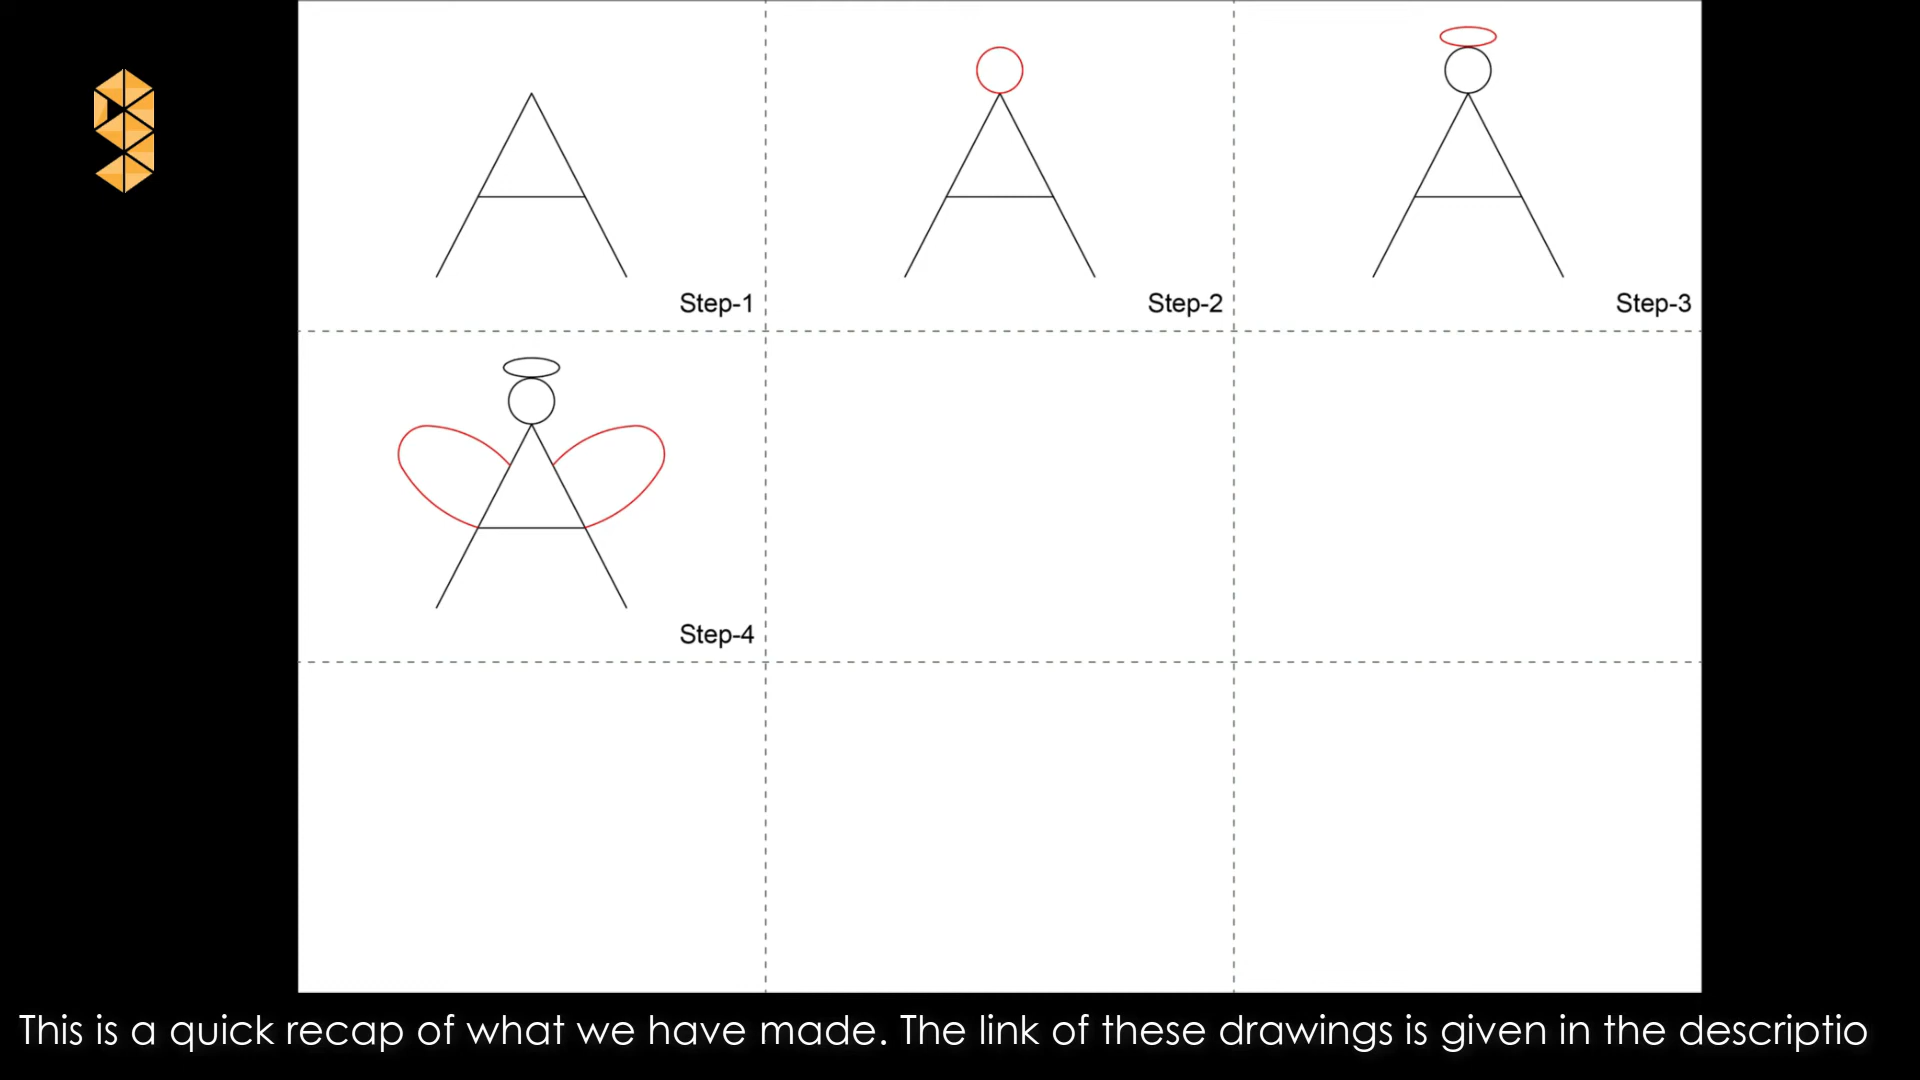 Step-1
Step-2
Step-3
Step-4
This is a quick recap of what we have made. The link of these drawings is given in the descriptio